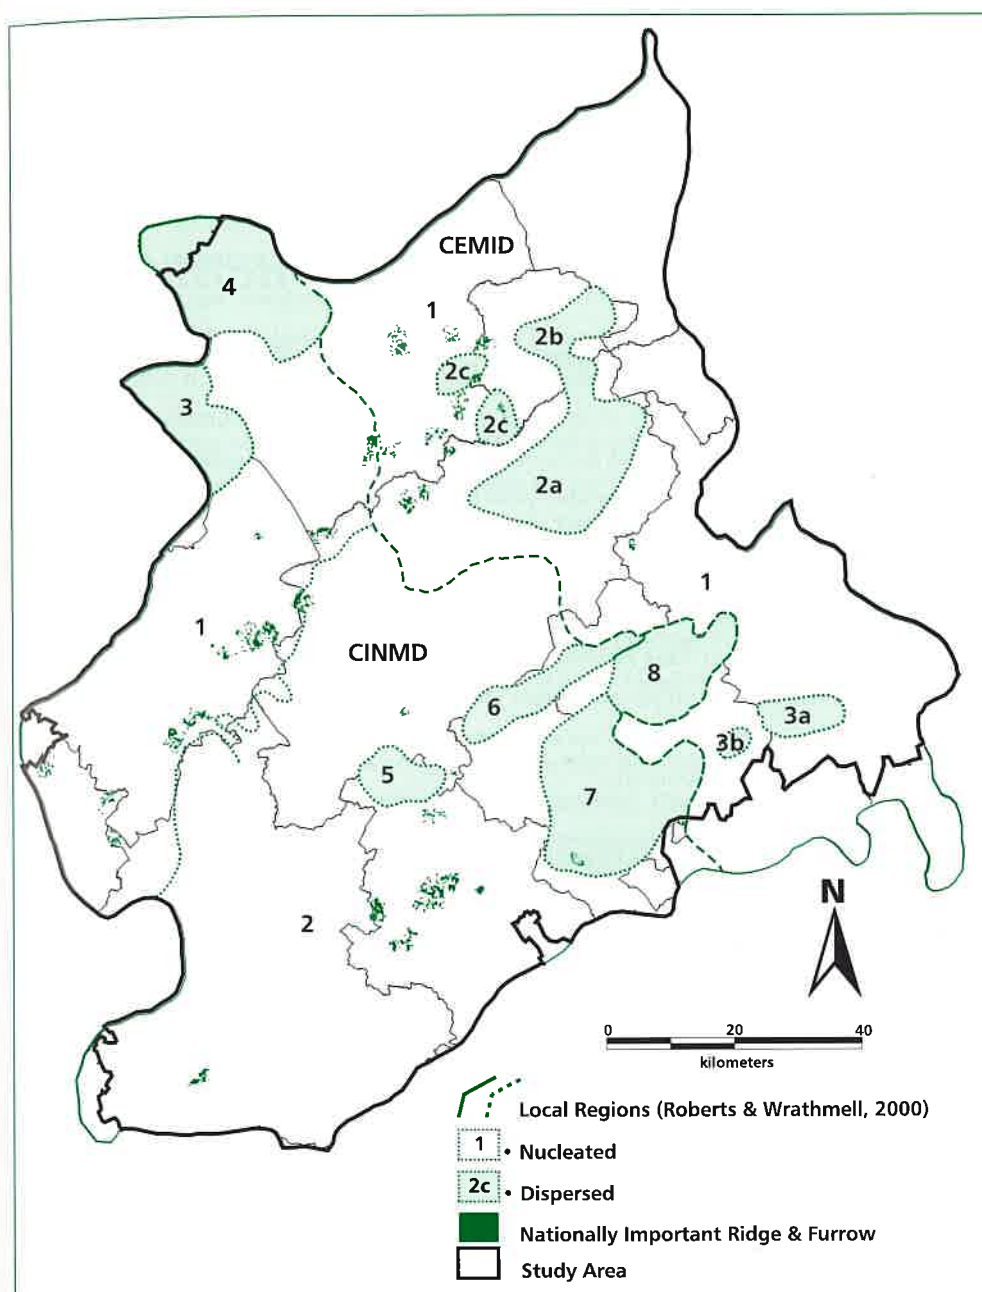 CEMID
4
1
2b
2c
3
2c
2a
1
1
CINMD
8
6
3a
3b
5
7
2
N
0 20 40
kilometers
Local Regions (Roberts & Wrathmell, 2000)
1 • Nucleated
2c • Dispersed
Nationally Important Ridge & Furrow
Study Area